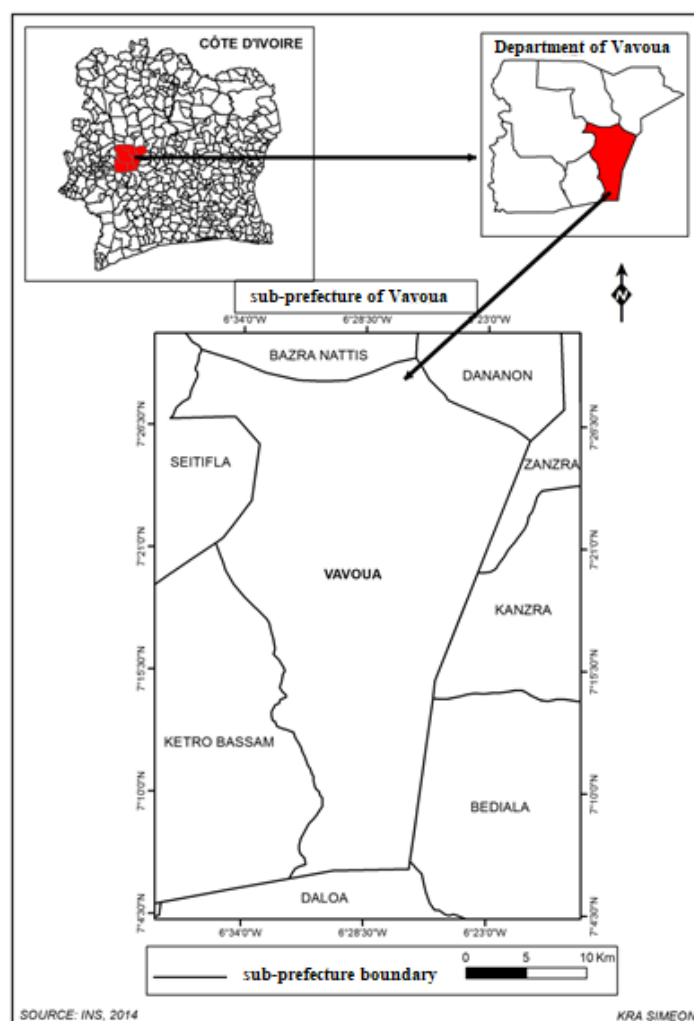 CÔTE D'IVOIRE
Department of Vavoua
N
sub-prefecture of Vavoua
6°34'0"W 6°28'30"W 6°23'0"W
BAZRA NATTIS
DANANON
7°26'30"N 7°26'30"N
SEITIFLA
ZANZRA
7°21'0"N 7°21'0"N
VAVOUA
KANZRA
7°15'30"N 7°15'30"N
KETRO BASSAM
7°10'0"N 7°10'0"N
BEDIALA
DALOA
7°4'30"N 7°4'30"N
6°34'0"W 6°28'30"W 6°23'0"W
sub-prefecture boundary
0 5 10 Km
SOURCE: INS, 2014 KRA SIMEON